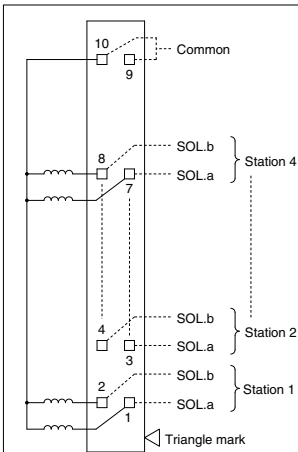 10
Common
9
8
SOL.b
SOL.a
Station 4
7
SOL.b
4
Station 2
SOL.a
3
SOL.b
2
Station 1
SOL.a
1
Triangle mark